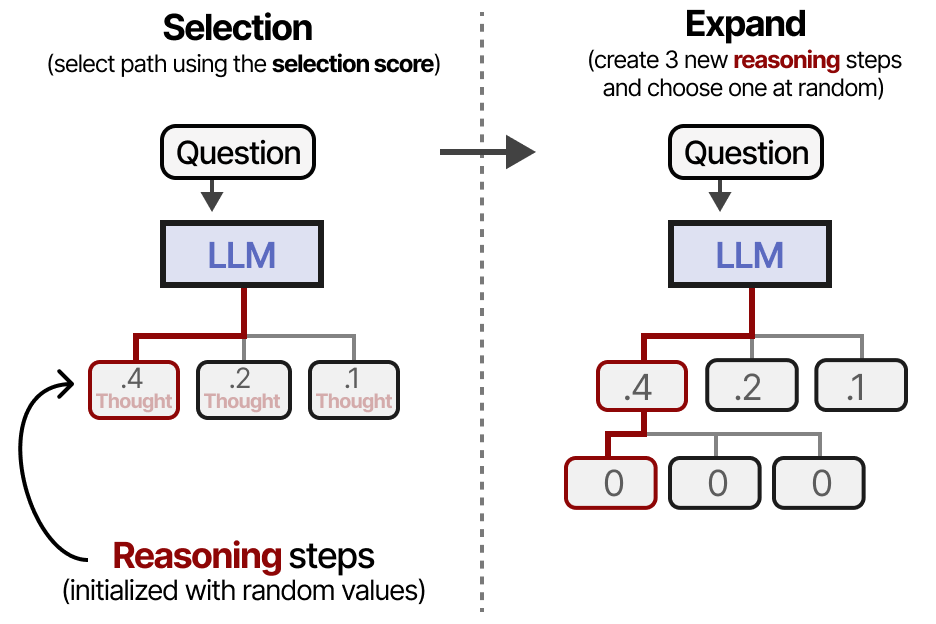 Selection
(select path using the selection score)
Question
LLM
.4
Thought
.2
Thought
.1
Thought
Reasoning steps
(initialized with random values)
Expand
(create 3 new reasoning steps
and choose one at random)
Question
LLM
.4
.2
.1
0
0
0